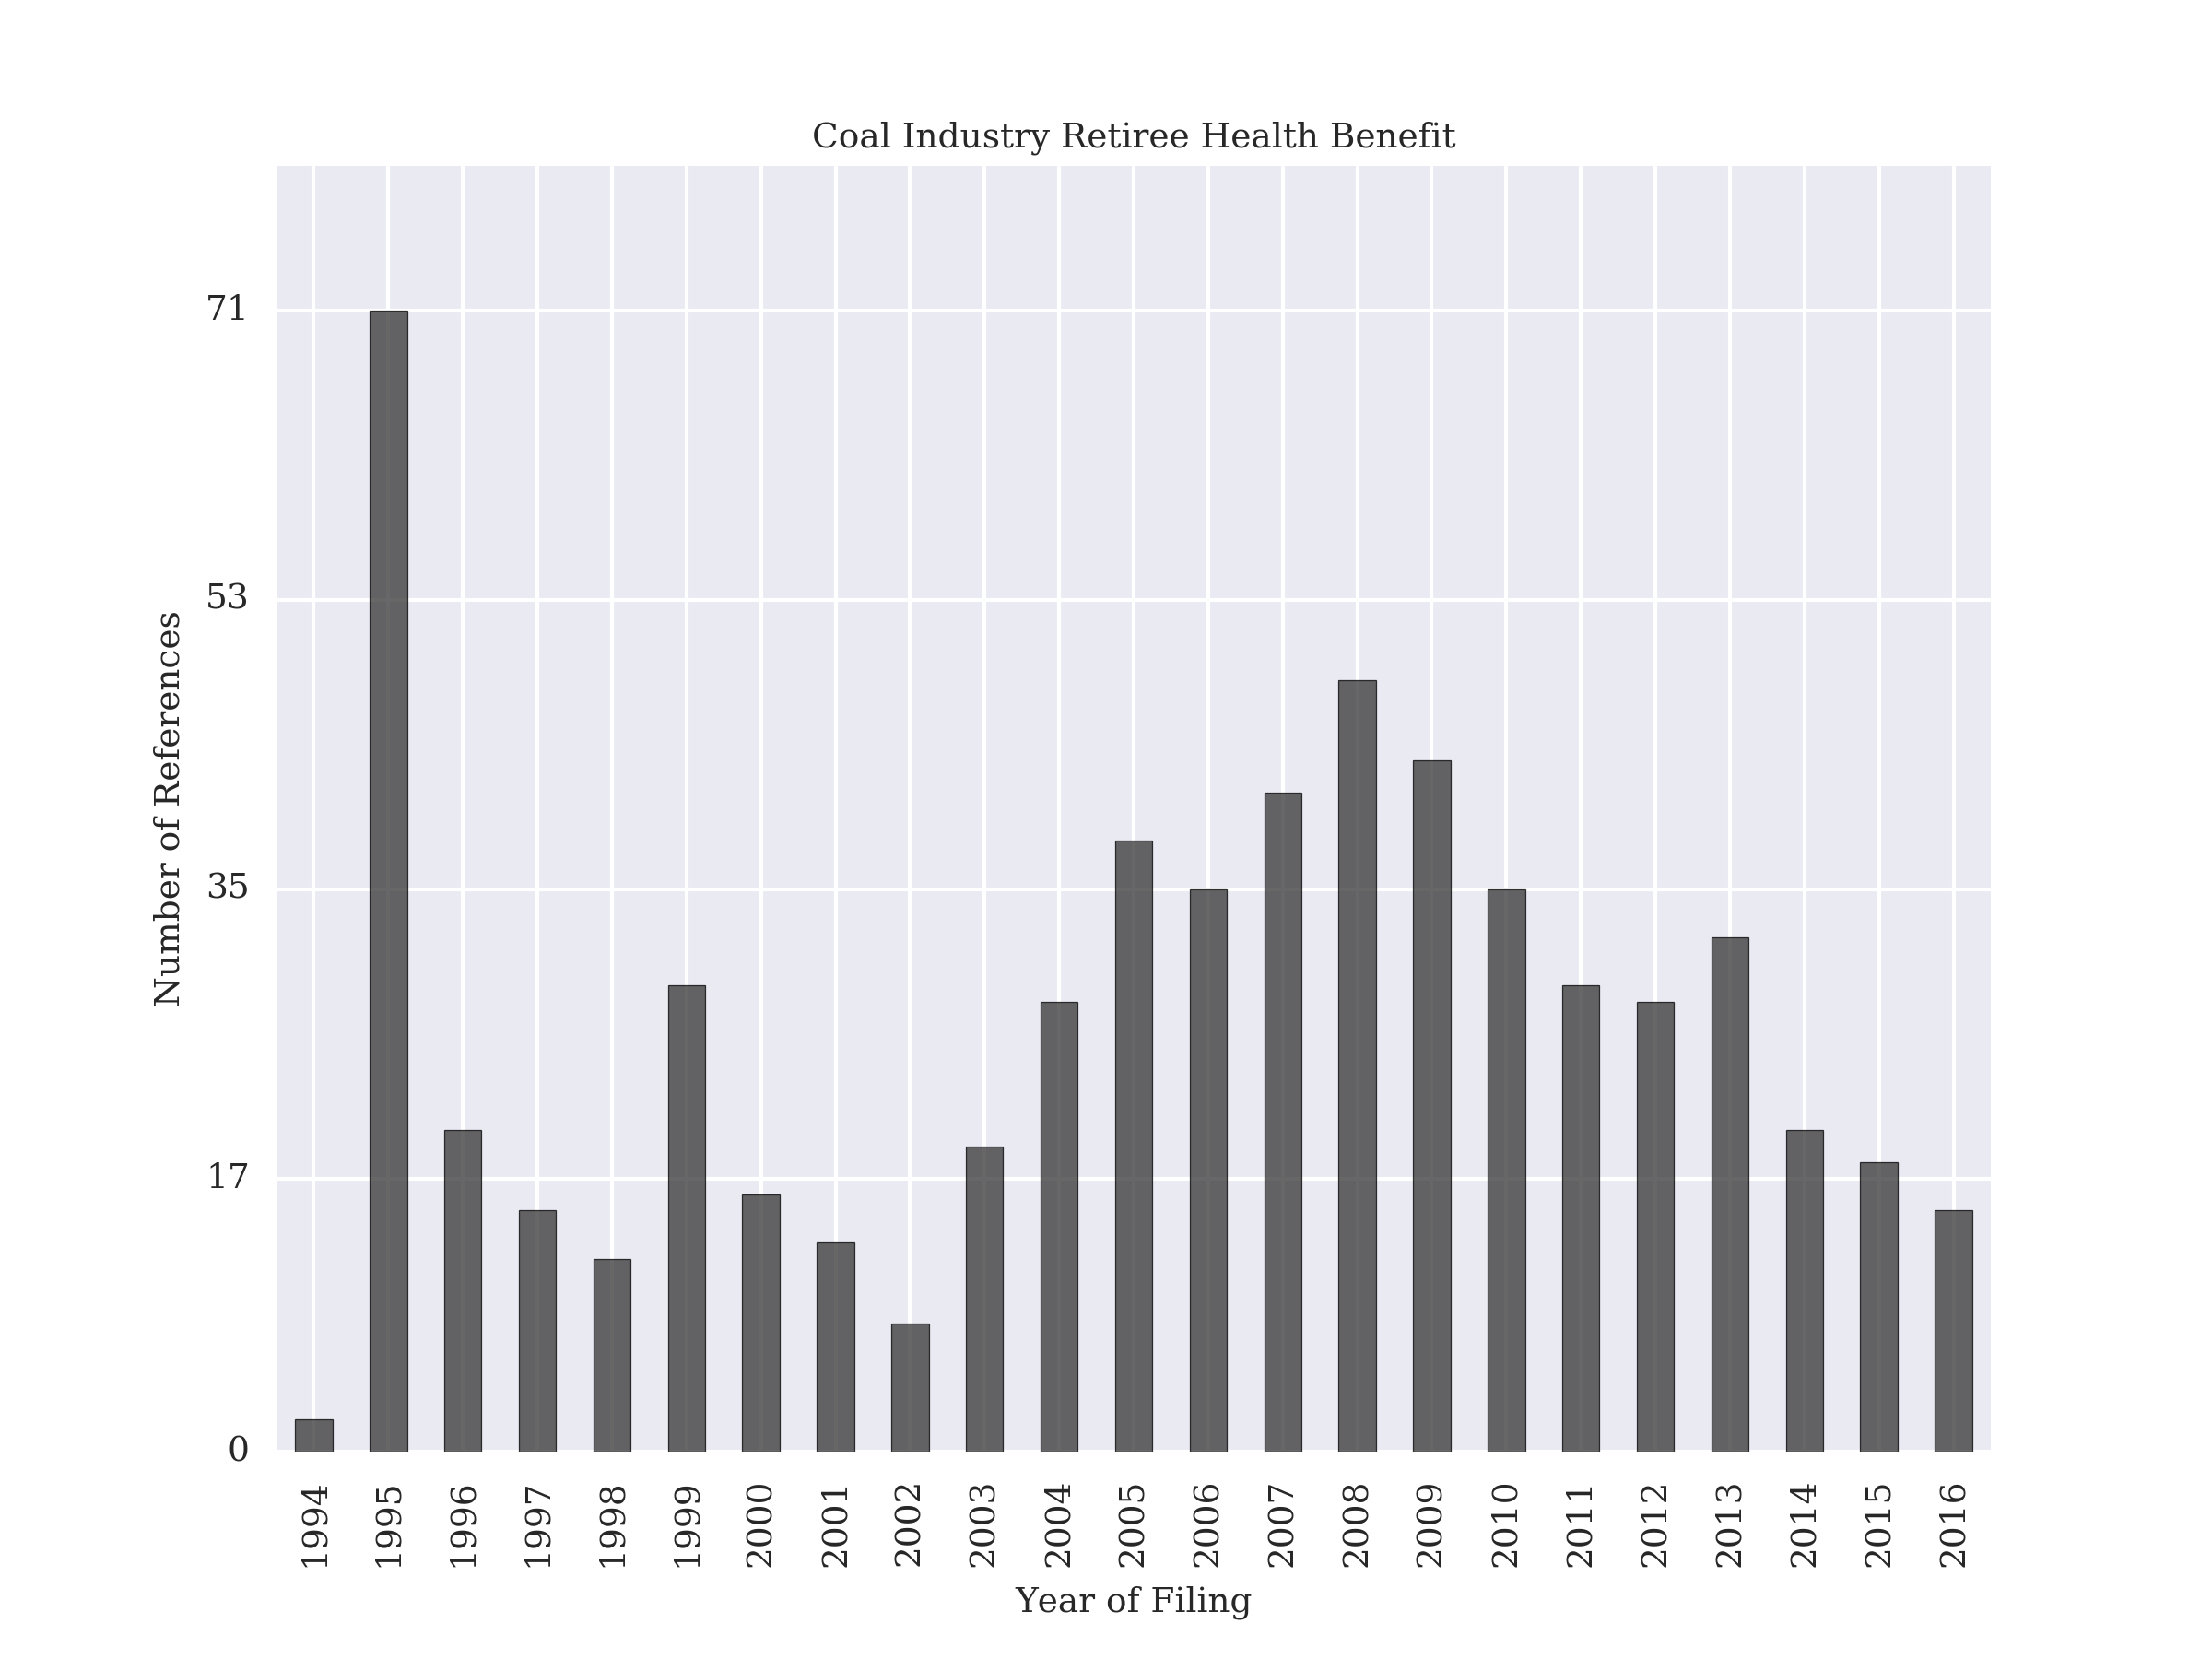 Coal Industry Retiree Health Benefit
Number of References
71
53
35
17
0
1994 1995 1996 1997 1998 1999 2000 2001 2002 2003 2004 2005 2006 2007 2008 2009 2010 2011 2012 2013 2014 2015 2016
Year of Filing